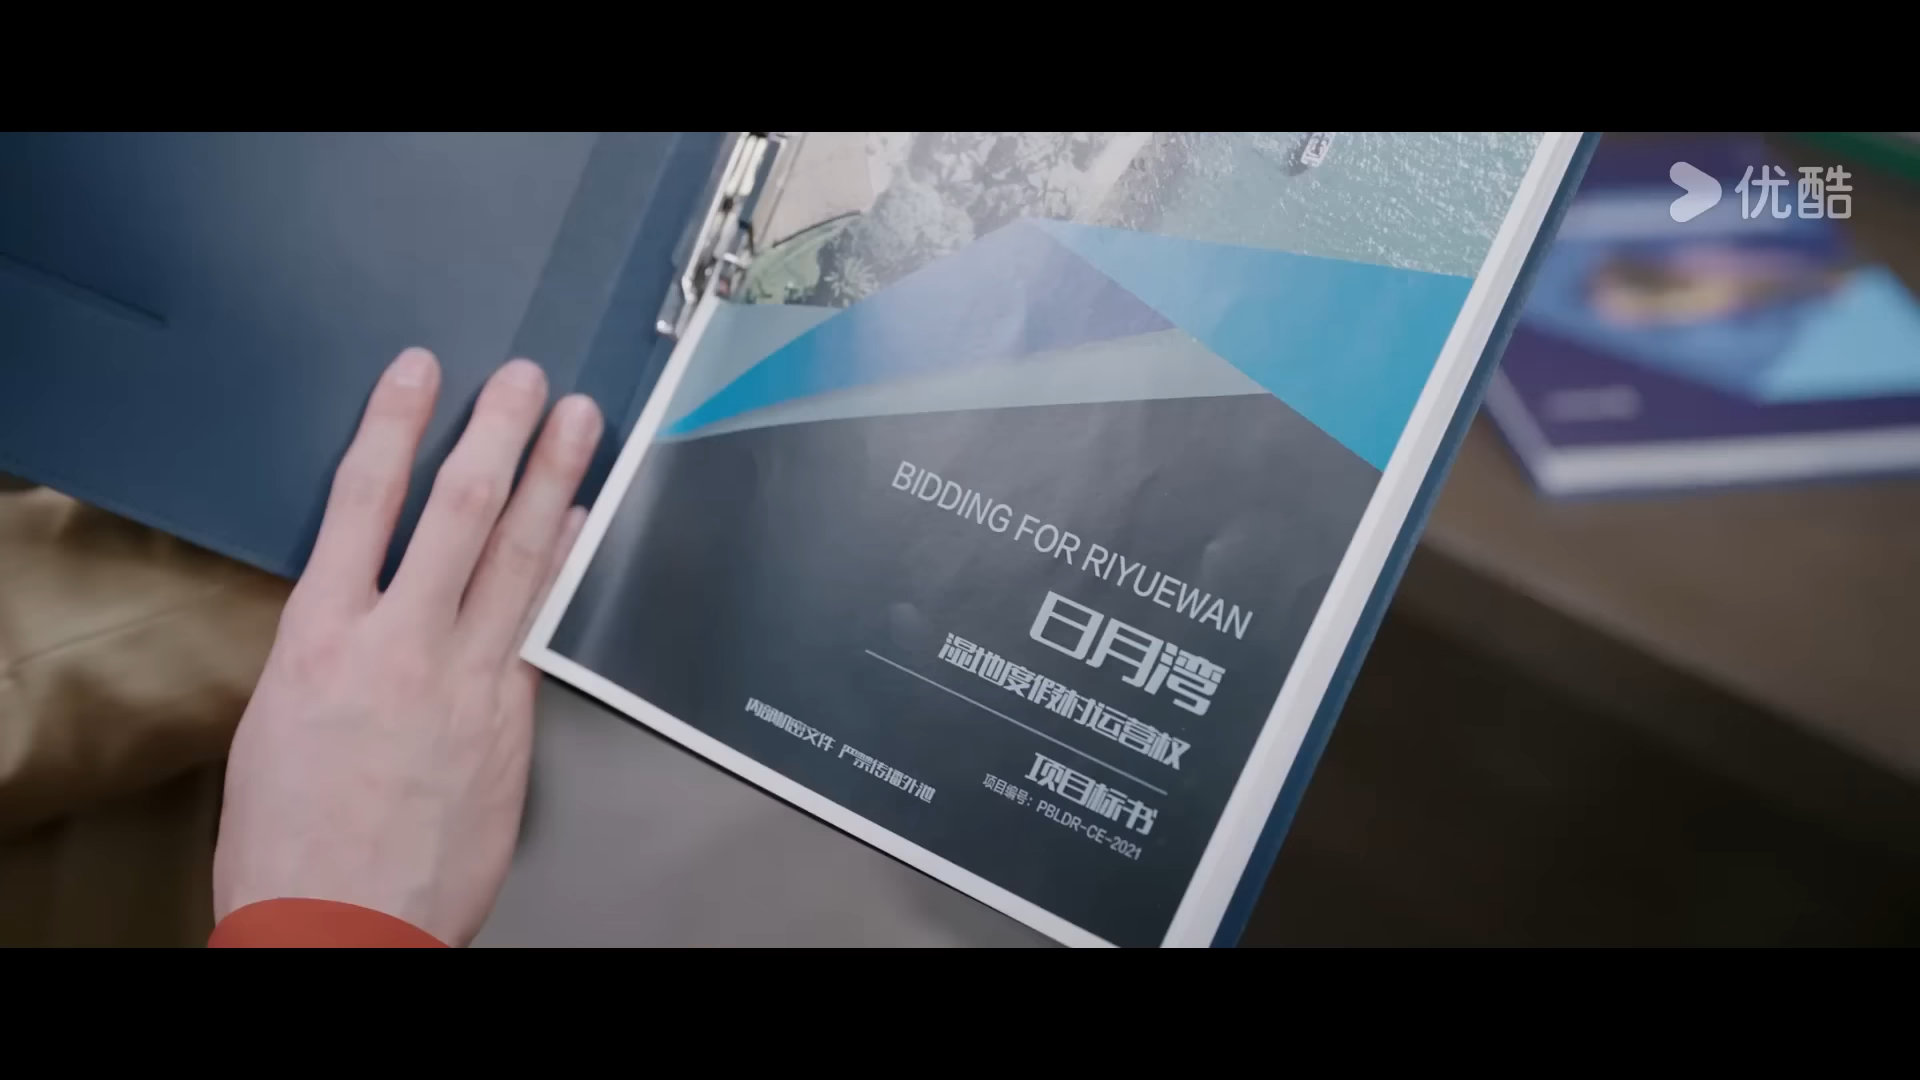 优酷
BIDDING FOR RIYUEWAN
日月湾
湿地度假村运营权
项目标书
项目编号：PBLDR-CE-2021
内部机密文件 严禁传播外泄